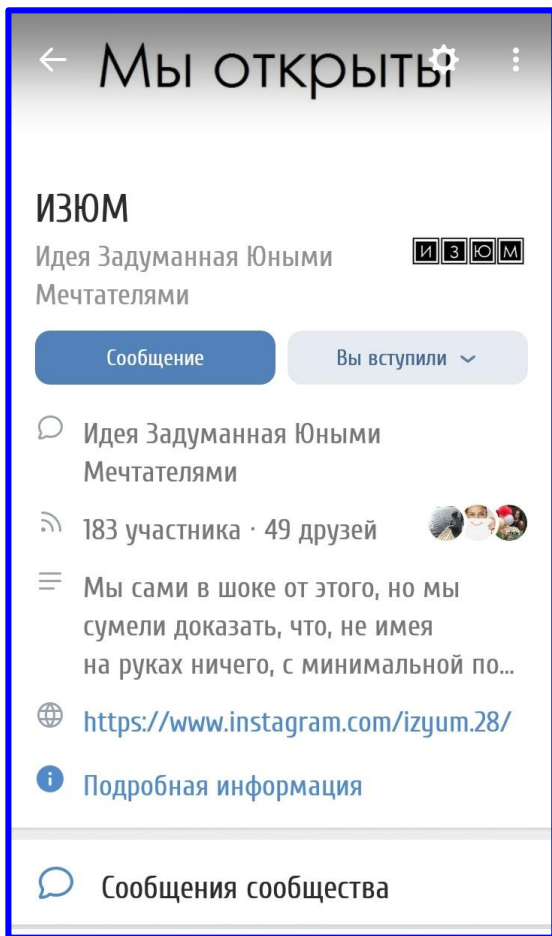 Мы открыты
ИЗЮМ
Идея Задуманная Юными
Мечтателями
ИЗЮМ
Сообщение
Вы вступили
Идея Задуманная Юными
Мечтателями
183 участника · 49 друзей
Мы сами в шоке от этого, но мы
сумели доказать, что, не имея
на руках ничего, с минимальной по...
https://www.instagram.com/izyum.28/
Подробная информация
Сообщения сообщества